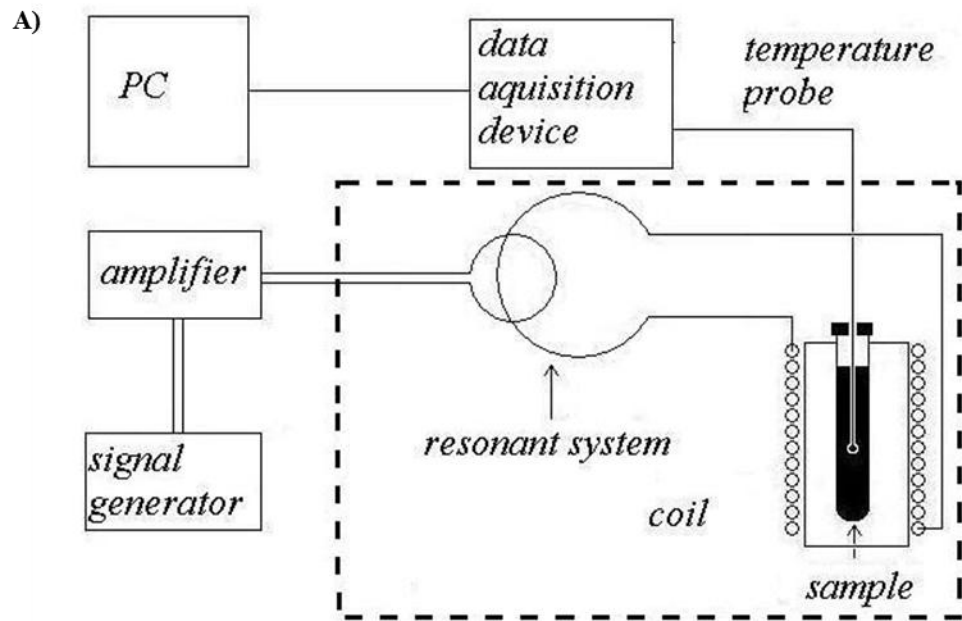 A)
PC
data
aquisition
device
temperature
probe
amplifier
resonant system
signal
generator
coil
sample